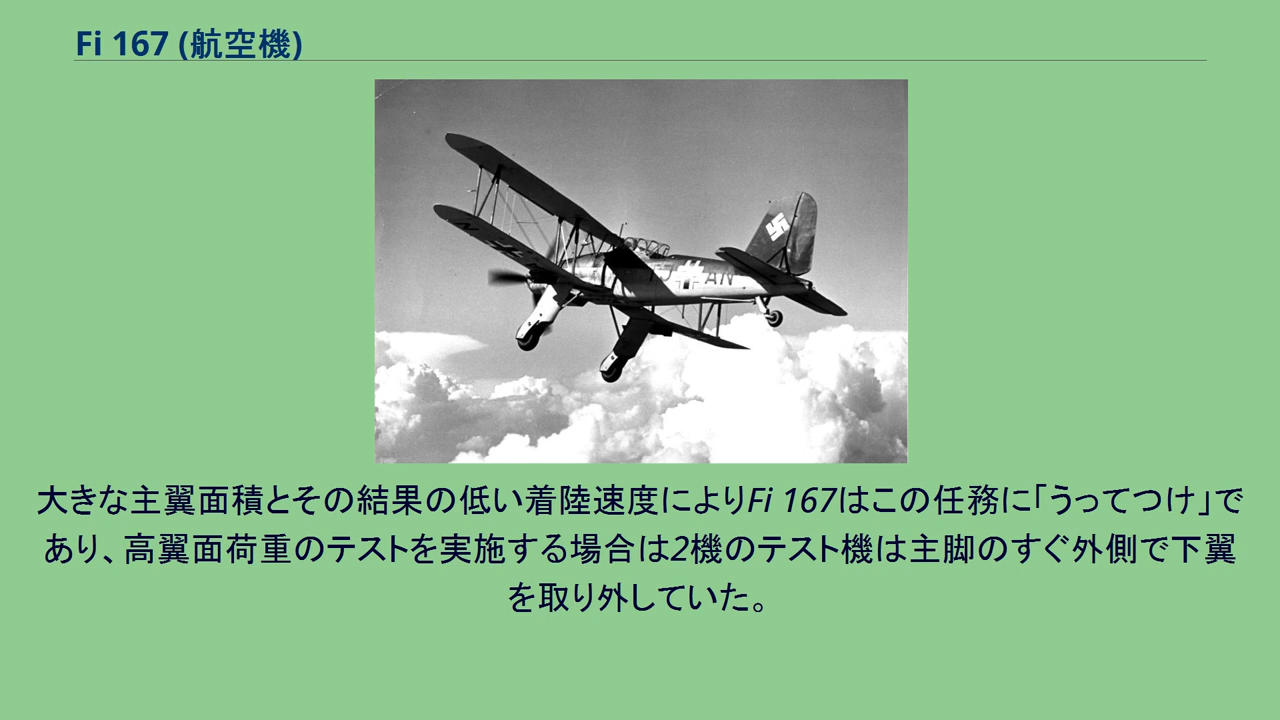 Fi 167 (航空機)
AN
大きな主翼面積とその結果の低い着陸速度によりFi 167はこの任務に「うってつけ」で
あり、高翼面荷重のテストを実施する場合は2機のテスト機は主脚のすぐ外側で下翼
を取り外していた。